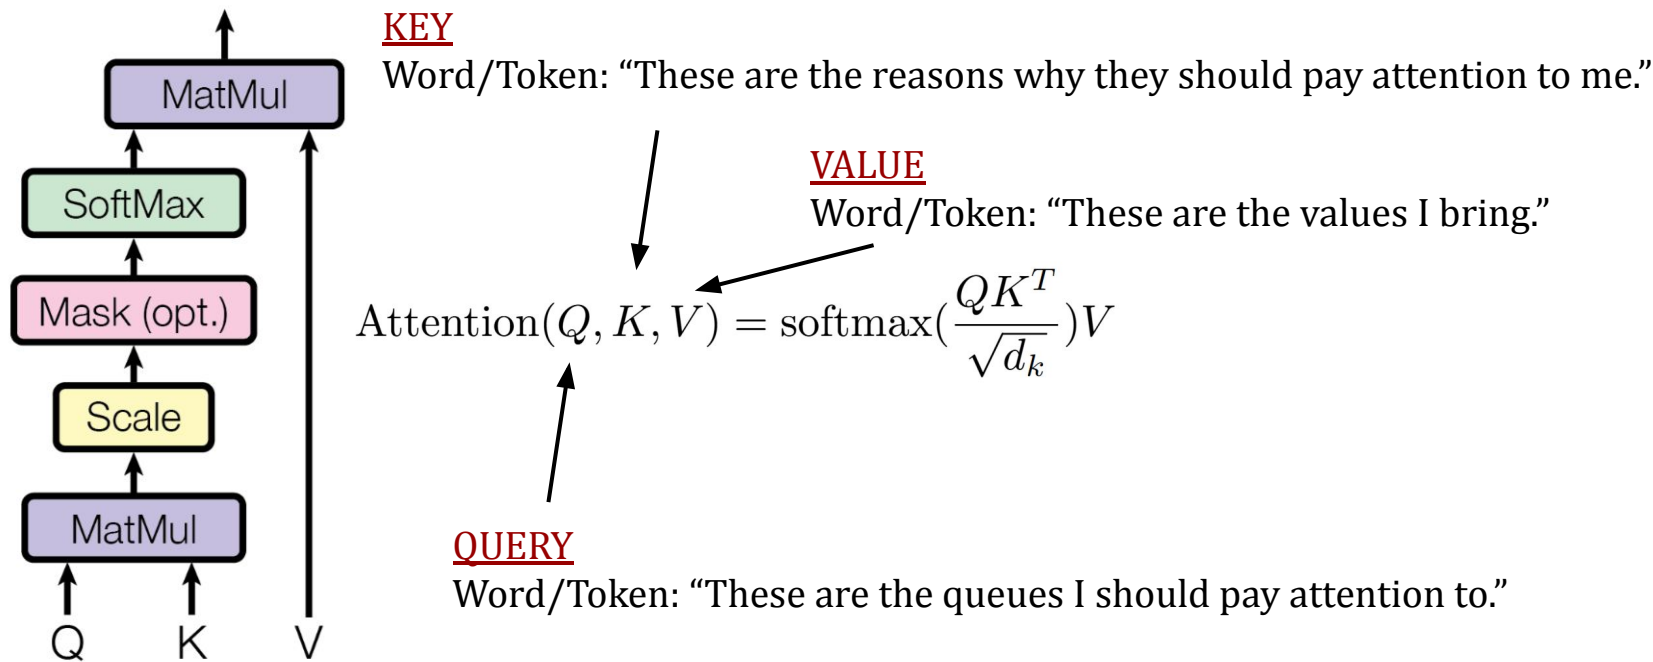 KEY
Word/Token: “These are the reasons why they should pay attention to me.”
VALUE
Word/Token: “These are the values I bring.”
Attention(Q, K, V) = softmax(QK^T / √d_k)V
QUERY
Word/Token: “These are the queues I should pay attention to.”
MatMul
SoftMax
Mask (opt.)
Scale
MatMul
Q K V